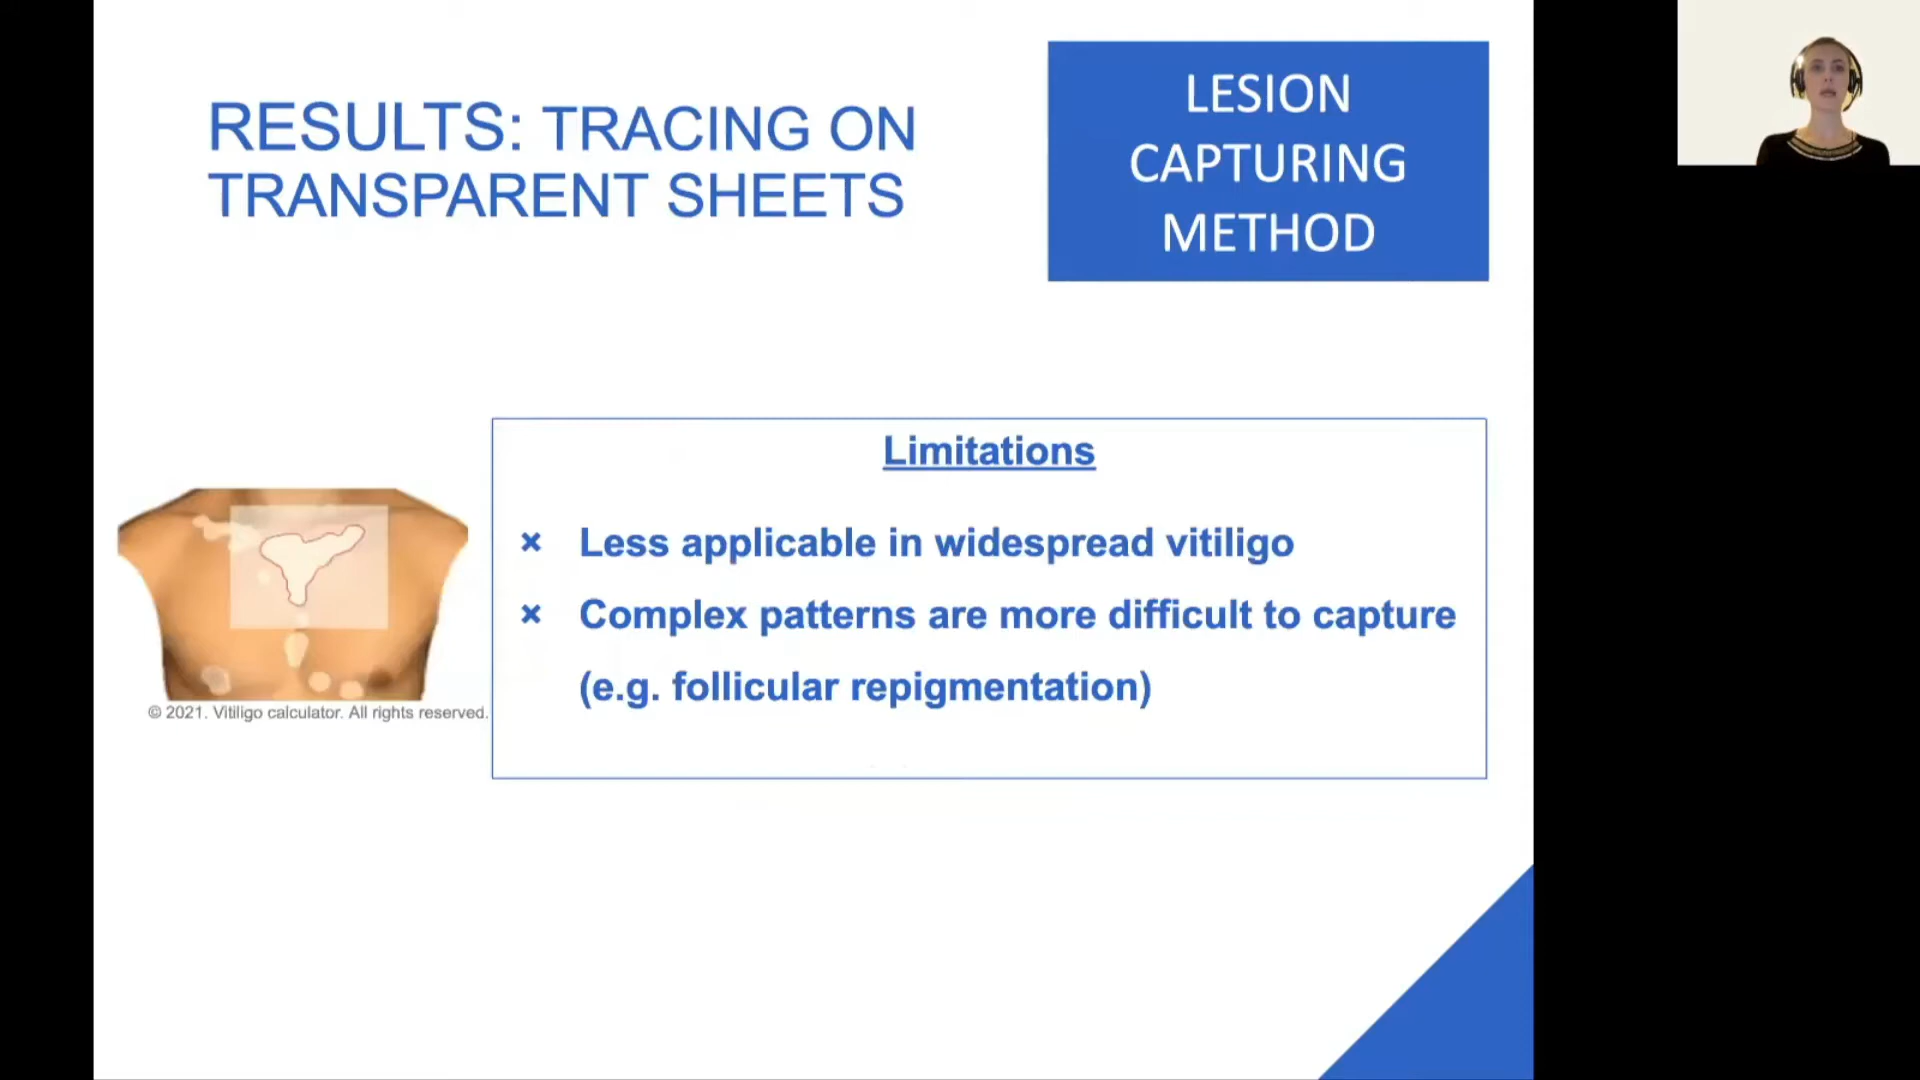 RESULTS: TRACING ON
TRANSPARENT SHEETS
LESION
CAPTURING
METHOD
Limitations
× Less applicable in widespread vitiligo
× Complex patterns are more difficult to capture
(e.g. follicular repigmentation)
© 2021. Vitiligo calculator. All rights reserved.